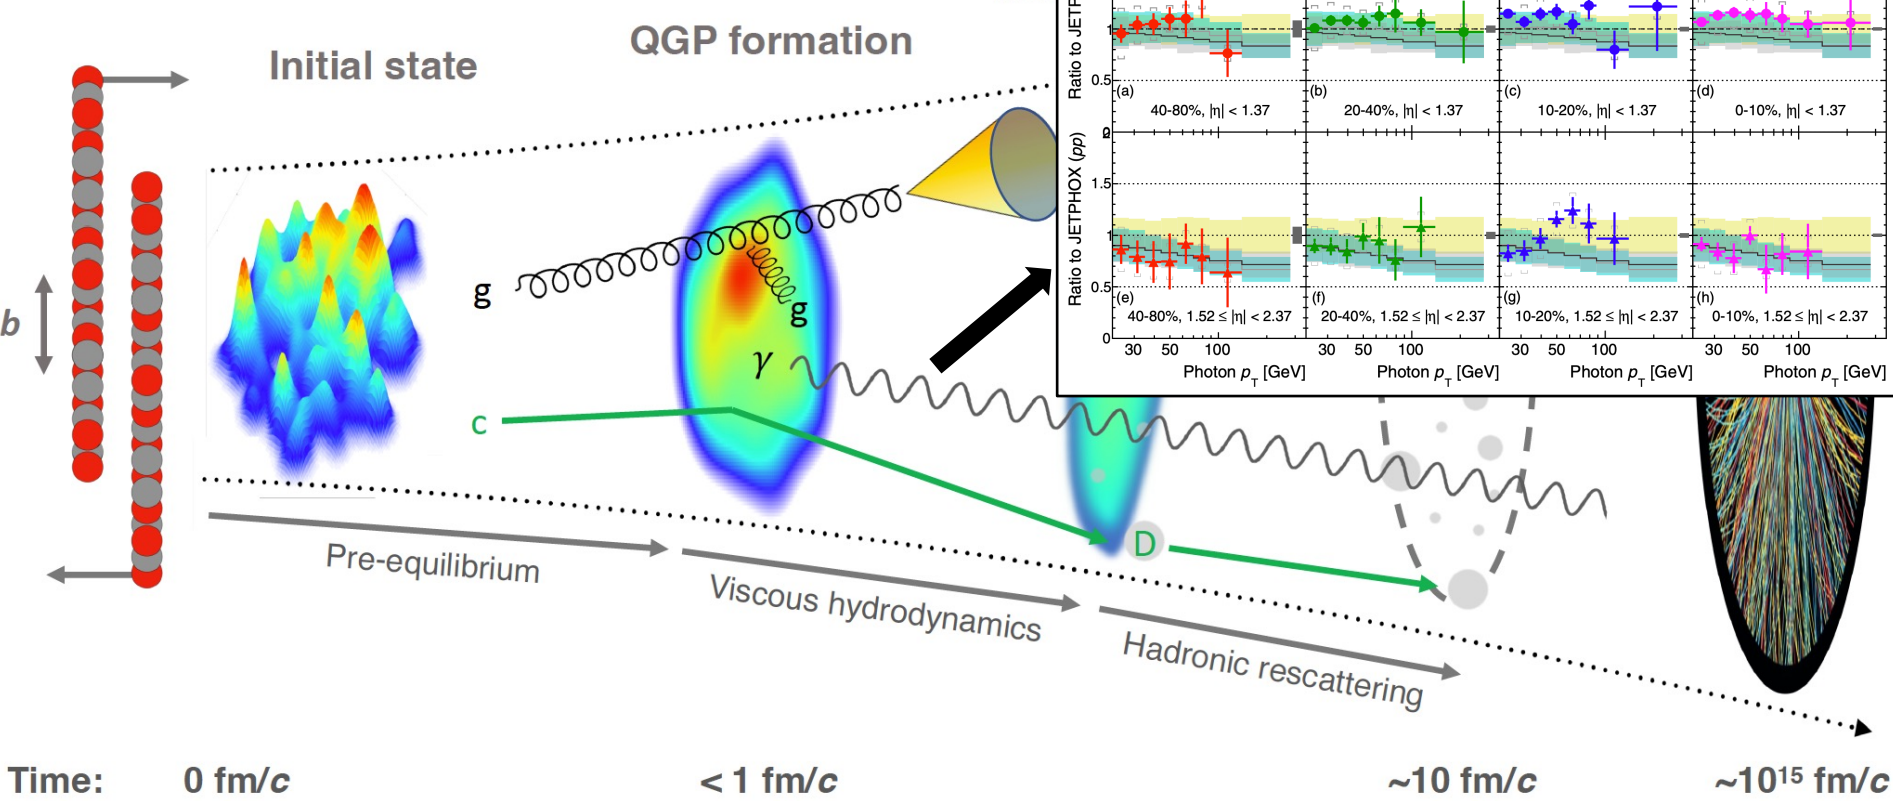 QGP formation
Initial state
Ratio to JETP
1
0.5
(a)
40-80%, |η| < 1.37
(b)
20-40%, |η| < 1.37
(c)
10-20%, |η| < 1.37
(d)
0-10%, |η| < 1.37
Ratio to JETPHOX (pp)
2
1.5
1
0.5
0
(e)
40-80%, 1.52 ≤ |η| < 2.37
(f)
20-40%, 1.52 ≤ |η| < 2.37
(g)
10-20%, 1.52 ≤ |η| < 2.37
(h)
0-10%, 1.52 ≤ |η| < 2.37
30 50 100
30 50 100
30 50 100
30 50 100
Photon p_T [GeV]
Photon p_T [GeV]
Photon p_T [GeV]
Photon p_T [GeV]
g
g
b
γ
c
D
Pre-equilibrium
Viscous hydrodynamics
Hadronic rescattering
Time: 0 fm/c < 1 fm/c ~10 fm/c ~10¹⁵ fm/c